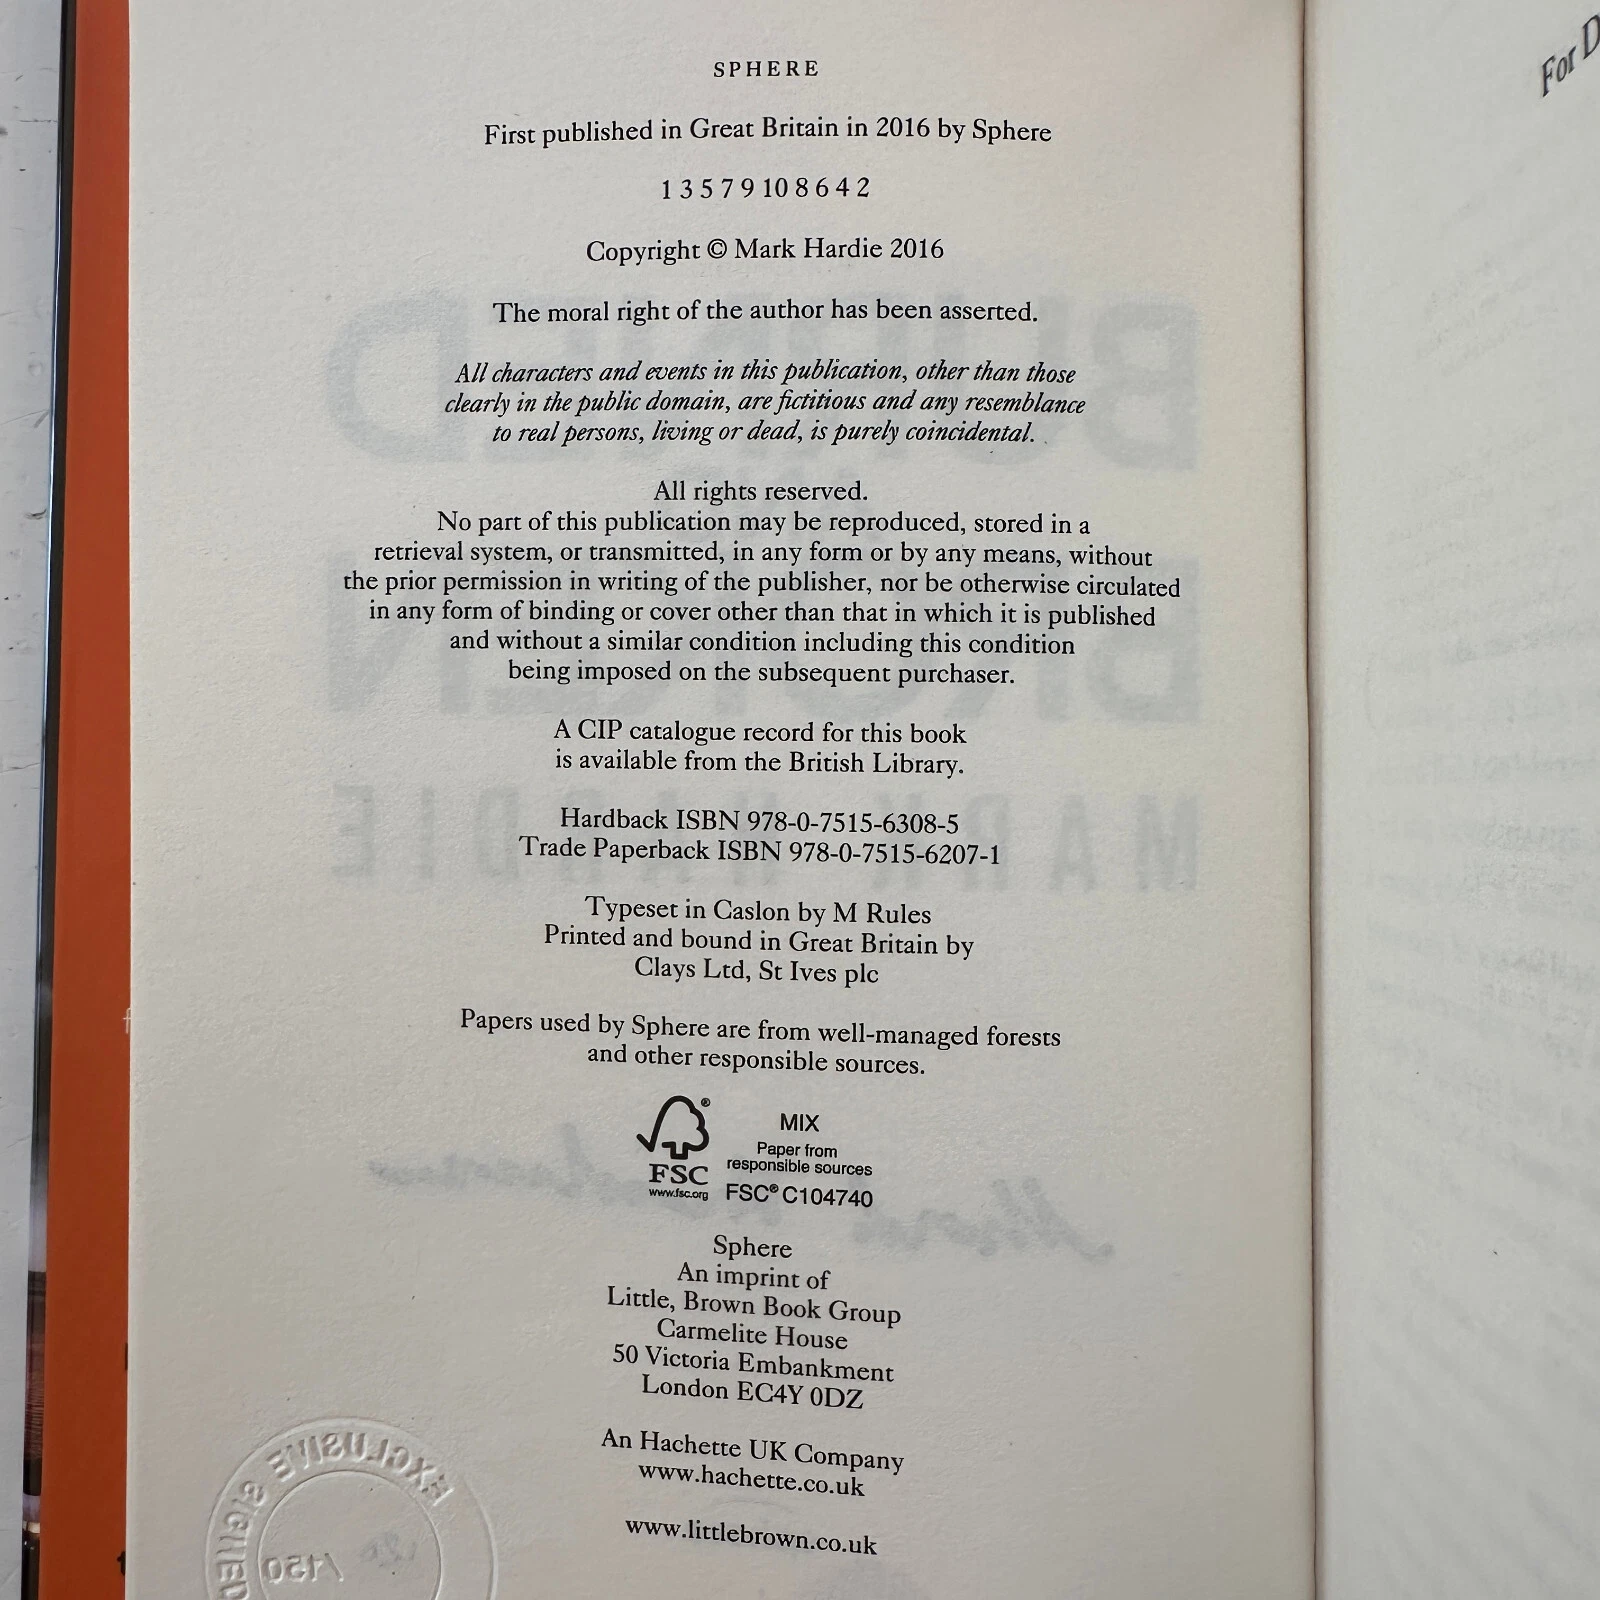 SPHERE
First published in Great Britain in 2016 by Sphere
1 3 5 7 9 10 8 6 4 2
Copyright © Mark Hardie 2016
The moral right of the author has been asserted.
All characters and events in this publication, other than those
clearly in the public domain, are fictitious and any resemblance
to real persons, living or dead, is purely coincidental.
All rights reserved.
No part of this publication may be reproduced, stored in a
retrieval system, or transmitted, in any form or by any means, without
the prior permission in writing of the publisher, nor be otherwise circulated
in any form of binding or cover other than that in which it is published
and without a similar condition including this condition
being imposed on the subsequent purchaser.
A CIP catalogue record for this book
is available from the British Library.
Hardback ISBN 978-0-7515-6308-5
Trade Paperback ISBN 978-0-7515-6207-1
Typeset in Caslon by M Rules
Printed and bound in Great Britain by
Clays Ltd, St Ives plc
Papers used by Sphere are from well-managed forests
and other responsible sources.
FSC
www.fsc.org
MIX
Paper from
responsible sources
FSC® C104740
Sphere
An imprint of
Little, Brown Book Group
Carmelite House
50 Victoria Embankment
London EC4Y 0DZ
An Hachette UK Company
www.hachette.co.uk
www.littlebrown.co.uk
EXCLUSIVE SIGNED
/150
For
MARK HARDIE